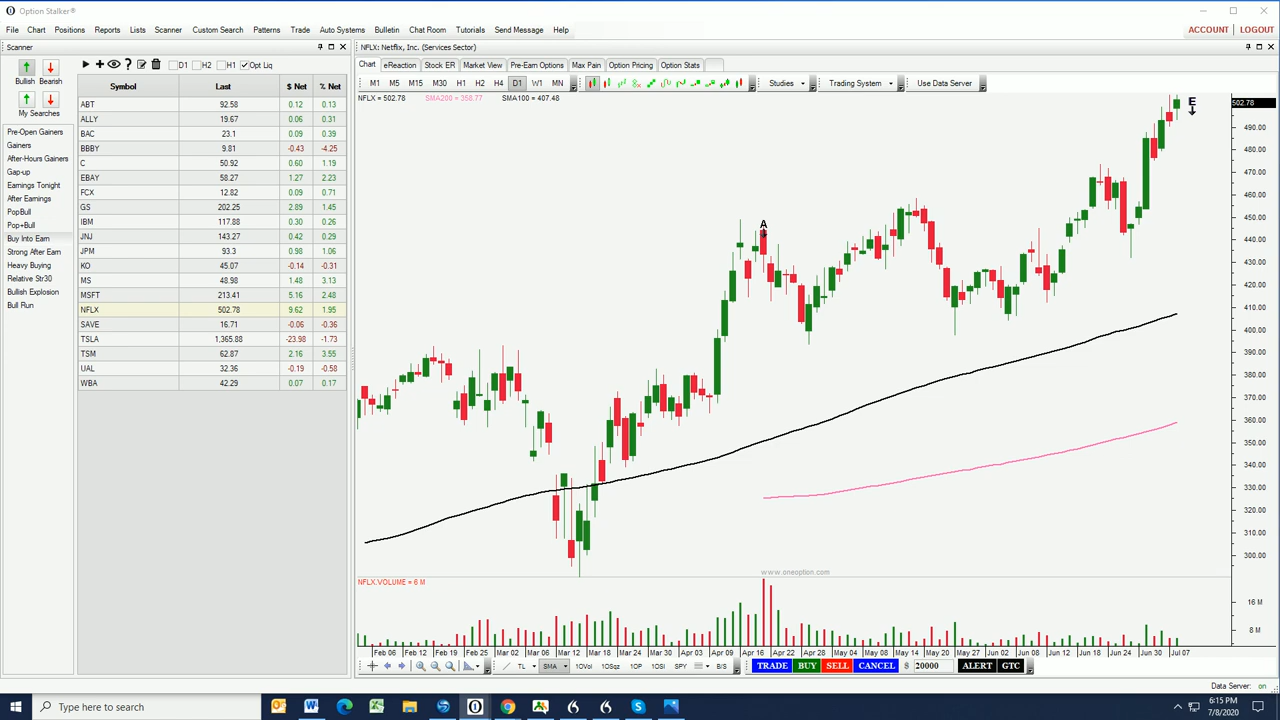 Option Stalker®
File Chart Positions Reports Lists Scanner Custom Search Patterns Trade Auto Systems Bulletin Chat Room Tutorials Send Message Help ACCOUNT LOGOUT
Scanner
NFLX: Netflix, Inc. (Services Sector)
Bullish Bearish
D1 H2 H1 Opt Liq
My Searches
Pre-Open Gainers
Gainers
After-Hours Gainers
Gap-up
Earnings Tonight
After Earnings
PopBull
Pop+Bull
Buy Into Earn
Strong After Earn
Heavy Buying
Relative Str30
Bullish Explosion
Bull Run
Symbol Last $ Net % Net
ABT 92.58 0.12 0.13
ALLY 19.67 0.06 0.31
BAC 23.1 0.09 0.39
BBBY 9.81 -0.43 -4.25
C 50.92 0.60 1.19
EBAY 58.27 1.27 2.23
FCX 12.82 0.09 0.71
GS 202.25 2.89 1.45
IBM 117.88 0.30 0.26
JNJ 143.27 0.42 0.29
JPM 93.3 0.98 1.06
KO 45.07 -0.14 -0.31
MS 48.98 1.48 3.13
MSFT 213.41 5.16 2.48
NFLX 502.78 9.62 1.95
SAVE 16.71 -0.06 -0.36
TSLA 1,365.88 -23.98 -1.73
TSM 62.87 2.16 3.55
UAL 32.36 -0.19 -0.58
WBA 42.29 0.07 0.17
Chart eReaction Stock ER Market View Pre-Earn Options Max Pain Option Pricing Option Stats
M1 M5 M15 M30 H1 H2 H4 D1 W1 MN Studies Trading System Use Data Server
NFLX = 502.78 SMA200 = 358.77 SMA100 = 407.48
A
E
502.78
490.00
480.00
470.00
460.00
450.00
440.00
430.00
420.00
410.00
400.00
390.00
380.00
370.00
360.00
350.00
340.00
330.00
320.00
310.00
300.00
www.oneoption.com
NFLX.VOLUME = 6 M
16 M
8 M
Feb 06 Feb 12 Feb 19 Feb 25 Mar 02 Mar 06 Mar 12 Mar 18 Mar 24 Mar 30 Apr 03 Apr 09 Apr 16 Apr 22 Apr 28 May 04 May 08 May 14 May 20 May 27 Jun 02 Jun 08 Jun 12 Jun 18 Jun 24 Jun 30 Jul 07
TL SMA 1OVol 1OSqz 1OP 1OSI SPY B/S TRADE BUY SELL CANCEL $ 20000 ALERT GTC
Data Server: on
Type here to search
6:15 PM
7/8/2020